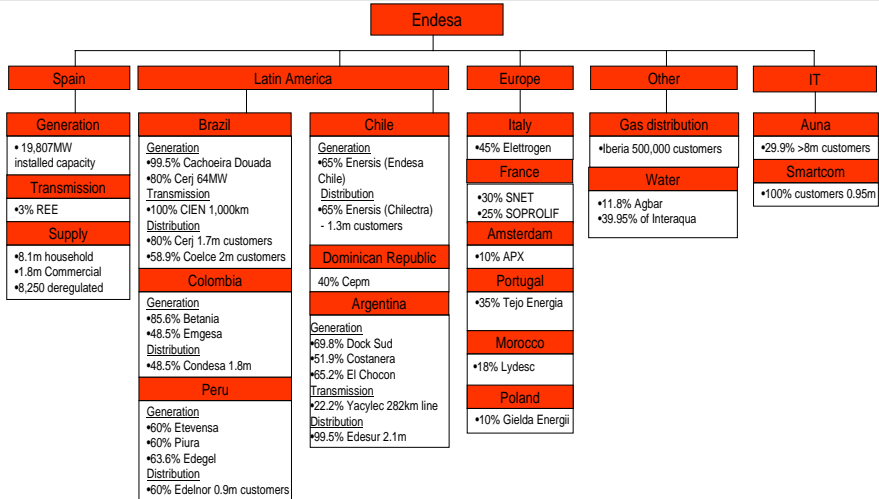 Endesa
Spain
Latin America
Europe
Other
IT
Generation
• 19,807MW
installed capacity
Transmission
•3% REE
Supply
•8.1m household
•1.8m Commercial
•8,250 deregulated
Brazil
Generation
•99.5% Cachoeira Douada
•80% Cerj 64MW
Transmission
•100% CIEN 1,000km
Distribution
•80% Cerj 1.7m customers
•58.9% Coelce 2m customers
Colombia
Generation
•85.6% Betania
•48.5% Emgesa
Distribution
•48.5% Condesa 1.8m
Peru
Generation
•60% Etevensa
•60% Piura
•63.6% Edegel
Distribution
•60% Edelnor 0.9m customers
Chile
Generation
•65% Enersis (Endesa
Chile)
Distribution
•65% Enersis (Chilectra)
- 1.3m customers
Dominican Republic
40% Cepm
Argentina
Generation
•69.8% Dock Sud
•51.9% Costanera
•65.2% El Chocon
Transmission
•22.2% Yacylec 282km line
Distribution
•99.5% Edesur 2.1m
Italy
•45% Elettrogen
France
•30% SNET
•25% SOPROLIF
Amsterdam
•10% APX
Portugal
•35% Tejo Energia
Morocco
•18% Lydesc
Poland
•10% Gielda Energii
Gas distribution
•Iberia 500,000 customers
Water
•11.8% Agbar
•39.95% of Interaqua
Auna
•29.9% >8m customers
Smartcom
•100% customers 0.95m